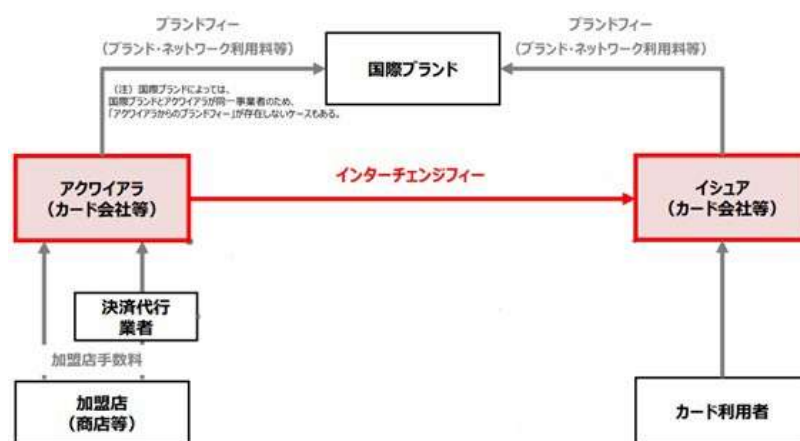 ブランドフィー
(ブランド・ネットワーク利用料等)
ブランドフィー
(ブランド・ネットワーク利用料等)
国際ブランド
(注) 国際ブランドによっては、
国際ブランドとアクワイアラが同一事業者のため、
「アクワイアラからのブランドフィー」が存在しないケースもある。
アクワイアラ
(カード会社等)
インターチェンジフィー
イシュア
(カード会社等)
決済代行
業者
加盟店手数料
加盟店
(商店等)
カード利用者